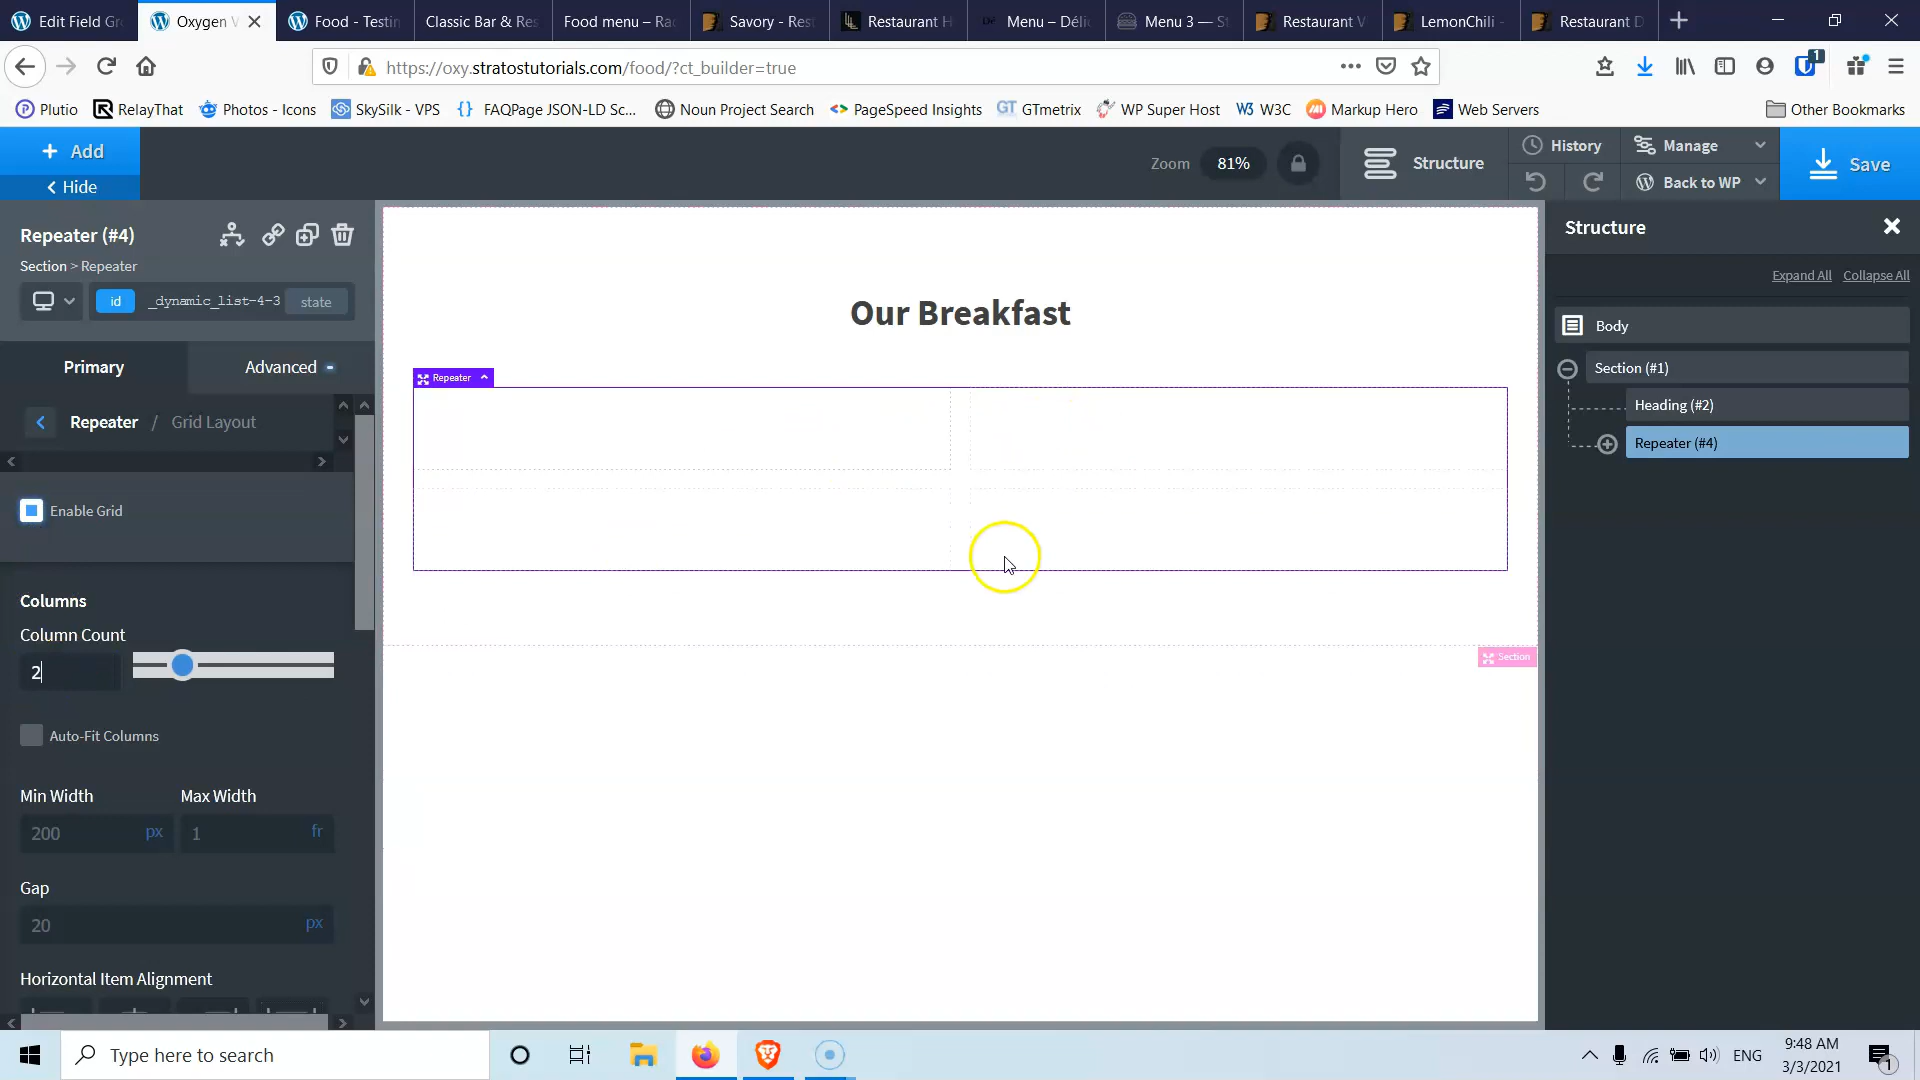 Edit Field Gr
Oxygen V
Food - Testin
Classic Bar & Res
Food menu – Ra
Savory - Rest
Restaurant H
Menu – Déli
Menu 3 — S
Restaurant V
LemonChili -
Restaurant D
https://oxy.stratostutorials.com/food/?ct_builder=true
1
Plutio
RelayThat
Photos - Icons
SkySilk - VPS
{} FAQPage JSON-LD Sc...
Noun Project Search
PageSpeed Insights
GT GTmetrix
WP Super Host
W3 W3C
Markup Hero
Web Servers
Other Bookmarks
+ Add
Hide
Zoom 81%
Structure
History
Manage
Back to WP
Save
Repeater (#4)
Section > Repeater
id _dynamic_list-4-3 state
Primary
Advanced
Repeater / Grid Layout
Enable Grid
Columns
Column Count
2
Auto-Fit Columns
Min Width Max Width
200 px 1 fr
Gap
20 px
Horizontal Item Alignment
Our Breakfast
Repeater
Section
Structure
Expand All Collapse All
Body
Section (#1)
Heading (#2)
Repeater (#4)
Type here to search
ENG
9:48 AM
3/3/2021
1